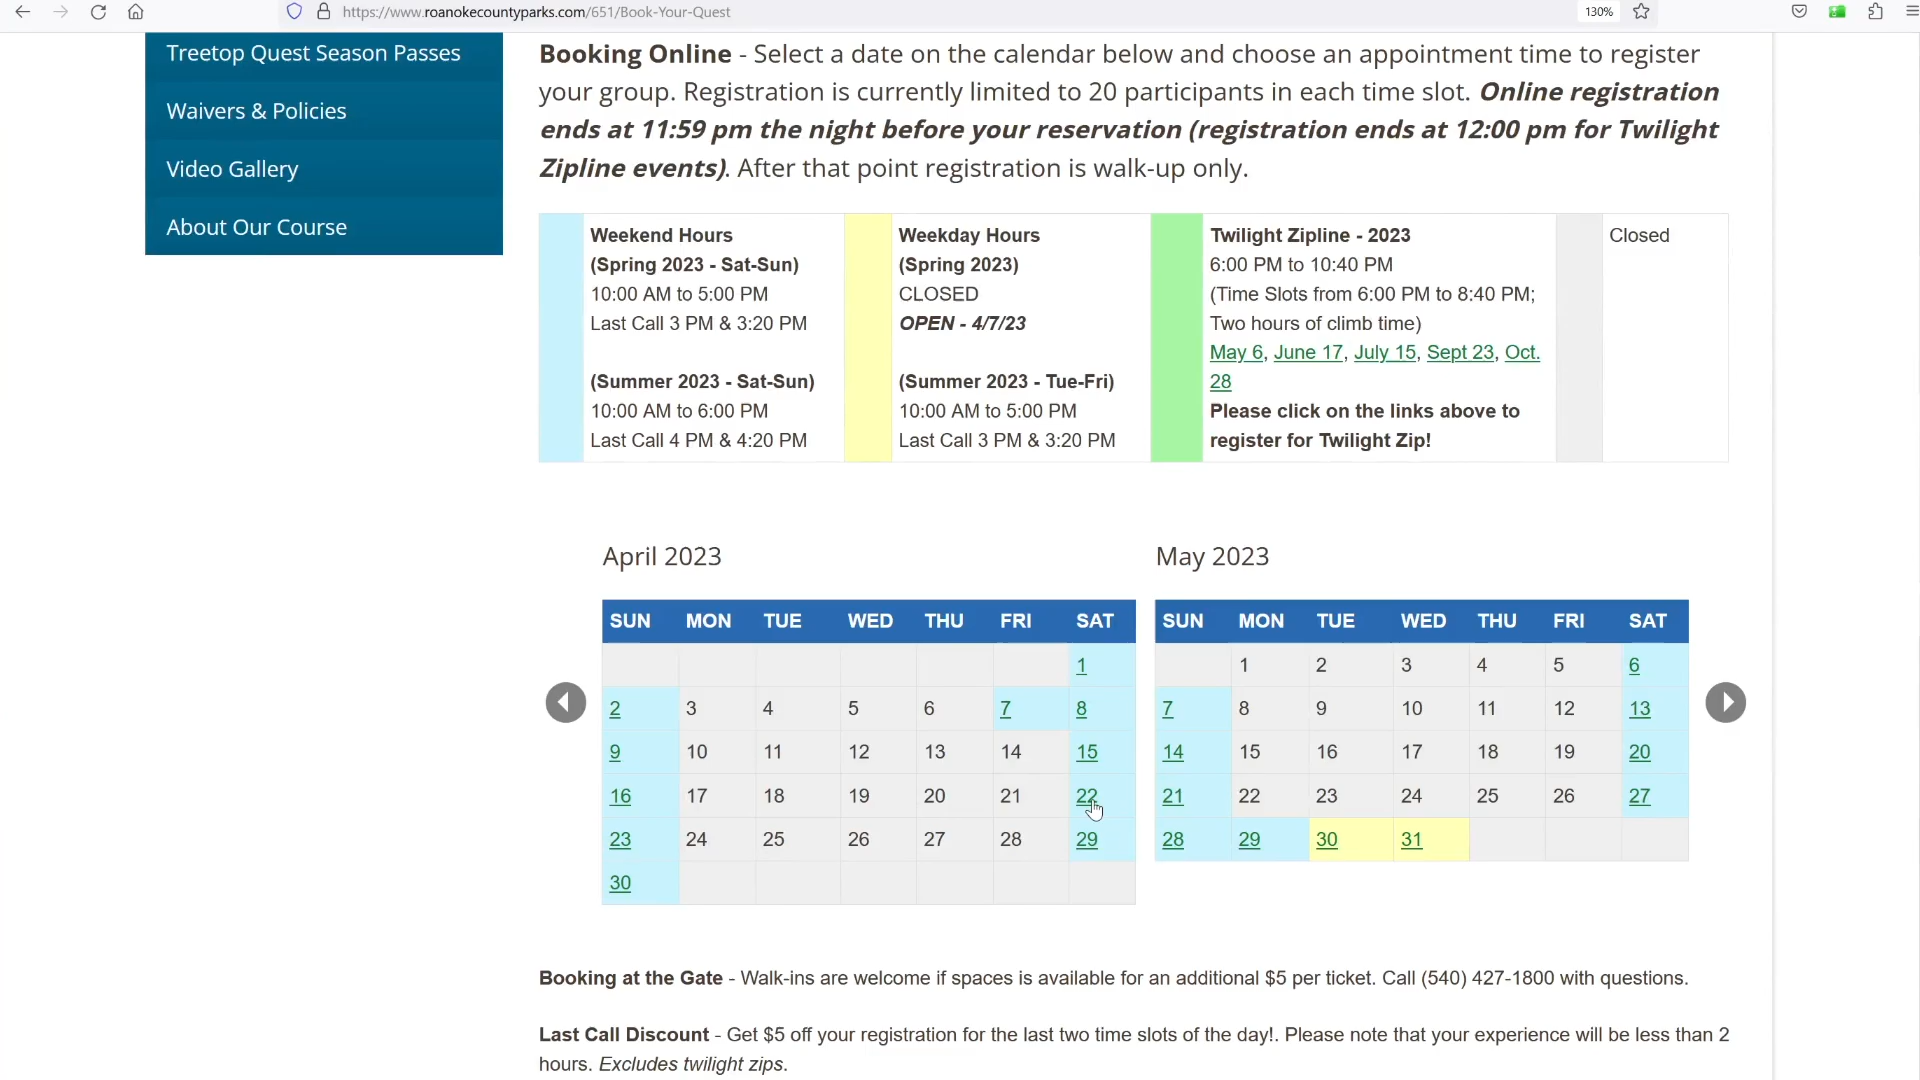 https://www.roanokecountyparks.com/651/Book-Your-Quest
130%
Treetop Quest Season Passes
Waivers & Policies
Video Gallery
About Our Course
Booking Online - Select a date on the calendar below and choose an appointment time to register
your group. Registration is currently limited to 20 participants in each time slot. Online registration
ends at 11:59 pm the night before your reservation (registration ends at 12:00 pm for Twilight
Zipline events). After that point registration is walk-up only.
Weekend Hours
(Spring 2023 - Sat-Sun)
10:00 AM to 5:00 PM
Last Call 3 PM & 3:20 PM
(Summer 2023 - Sat-Sun)
10:00 AM to 6:00 PM
Last Call 4 PM & 4:20 PM
Weekday Hours
(Spring 2023)
CLOSED
OPEN - 4/7/23
(Summer 2023 - Tue-Fri)
10:00 AM to 5:00 PM
Last Call 3 PM & 3:20 PM
Twilight Zipline - 2023
6:00 PM to 10:40 PM
(Time Slots from 6:00 PM to 8:40 PM;
Two hours of climb time)
May 6, June 17, July 15, Sept 23, Oct.
28
Please click on the links above to
register for Twilight Zip!
Closed
April 2023
SUN MON TUE WED THU FRI SAT
1
2 3 4 5 6 7 8
9 10 11 12 13 14 15
16 17 18 19 20 21 22
23 24 25 26 27 28 29
30
May 2023
SUN MON TUE WED THU FRI SAT
1 2 3 4 5 6
7 8 9 10 11 12 13
14 15 16 17 18 19 20
21 22 23 24 25 26 27
28 29 30 31
Booking at the Gate - Walk-ins are welcome if spaces is available for an additional $5 per ticket. Call (540) 427-1800 with questions.
Last Call Discount - Get $5 off your registration for the last two time slots of the day!. Please note that your experience will be less than 2
hours. Excludes twilight zips.